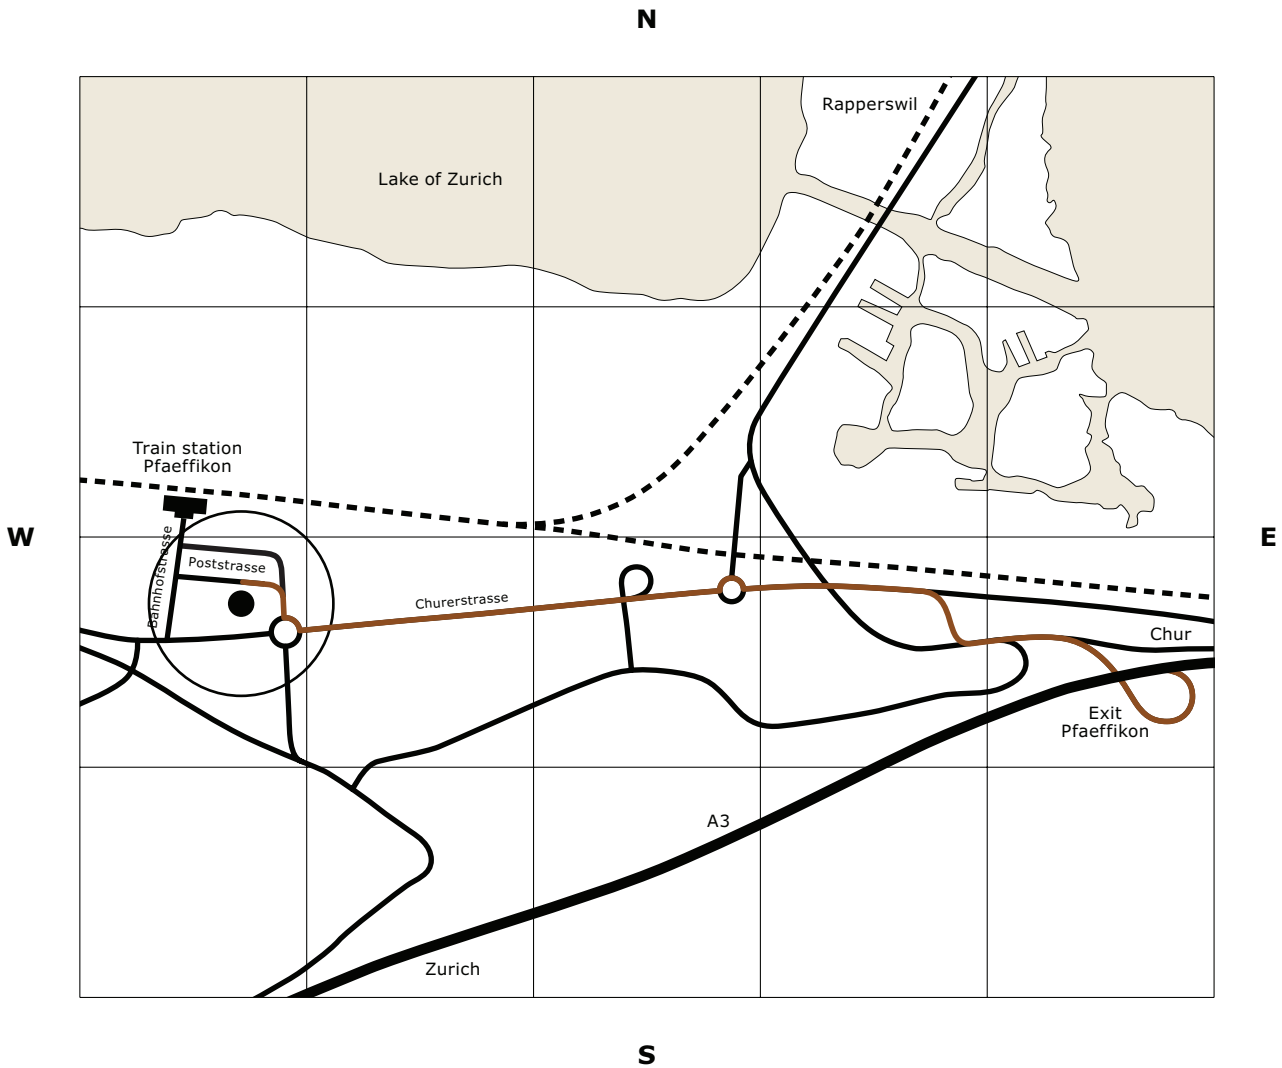 N
Rapperswil
Lake of Zurich
Train station
Pfaeffikon
W
E
Bahnhofstrasse
Poststrasse
Churerstrasse
Chur
Exit
Pfaeffikon
A3
Zurich
S